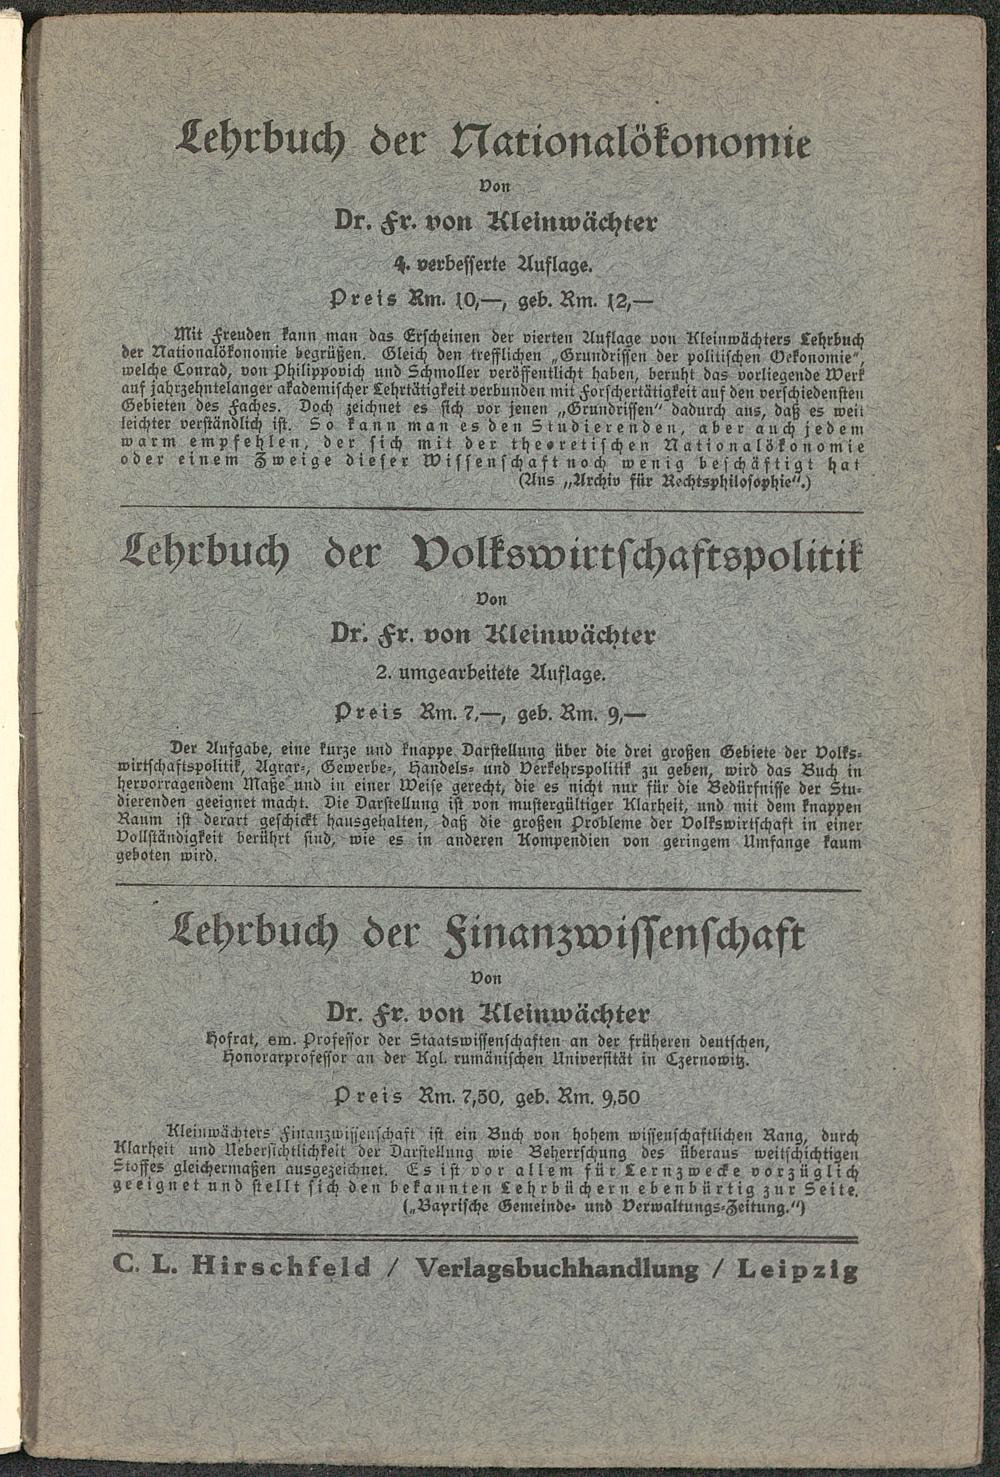 Lehrbuch der Nationalökonomie
Von
Dr. Fr. von Kleinwächter
4. verbesserte Auflage.
Preis Rm. 10,—, geb. Rm. 12,—
Mit Freuden kann man das Erscheinen der vierten Auflage von Kleinwächters Lehrbuch
der Nationalökonomie begrüßen. Gleich den trefflichen „Grundrissen der politischen Oekonomie“,
welche Conrad, von Philippovich und Schmoller veröffentlicht haben, beruht das vorliegende Werk
auf jahrzehntelanger akademischer Lehrtätigkeit verbunden mit Forschertätigkeit auf den verschiedensten
Gebieten des Faches. Doch zeichnet es sich vor jenen „Grundrissen“ dadurch aus, daß es weit
leichter verständlich ist. So kann man es den Studierenden, aber auch jedem
warm empfehlen, der sich mit der theoretischen Nationalökonomie
oder einem Zweige dieser Wissenschaft noch wenig beschäftigt hat
(Aus „Archiv für Rechtsphilosophie“.)
Lehrbuch der Volkswirtschaftspolitik
Von
Dr. Fr. von Kleinwächter
2. umgearbeitete Auflage.
Preis Rm. 7,—, geb. Rm. 9,—
Der Aufgabe, eine kurze und knappe Darstellung über die drei großen Gebiete der Volks-
wirtschaftspolitik, Agrar-, Gewerbe-, Handels- und Verkehrspolitik zu geben, wird das Buch in
hervorragendem Maße und in einer Weise gerecht, die es nicht nur für die Bedürfnisse der Stu-
dierenden geeignet macht. Die Darstellung ist von mustergültiger Klarheit, und mit dem knappen
Raum ist derart geschickt hausgehalten, daß die großen Probleme der Volkswirtschaft in einer
Vollständigkeit berührt sind, wie es in anderen Kompendien von geringem Umfange kaum
geboten wird.
Lehrbuch der Finanzwissenschaft
Von
Dr. Fr. von Kleinwächter
Hofrat, em. Professor der Staatswissenschaften an der früheren deutschen,
Honorarprofessor an der Kgl. rumänischen Universität in Czernowitz.
Preis Rm. 7,50, geb. Rm. 9,50
Kleinwächters Finanzwissenschaft ist ein Buch von hohem wissenschaftlichen Rang, durch
Klarheit und Uebersichtlichkeit der Darstellung wie Beherrschung des überaus weitschichtigen
Stoffes gleichermaßen ausgezeichnet. Es ist vor allem für Lernzwecke vorzüglich
geeignet und stellt sich den bekannten Lehrbüchern ebenbürtig zur Seite.
(„Bayrische Gemeinde- und Verwaltungs-Zeitung.“)
C. L. Hirschfeld / Verlagsbuchhandlung / Leipzig